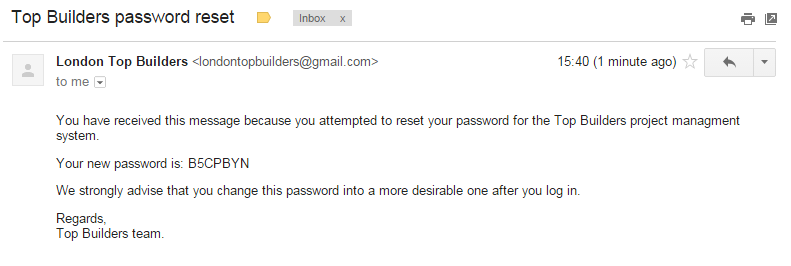 Top Builders password reset Inbox x
London Top Builders <londontopbuilders@gmail.com> 15:40 (1 minute ago)
to me
You have received this message because you attempted to reset your password for the Top Builders project managment
system.
Your new password is: B5CPBYN
We strongly advise that you change this password into a more desirable one after you log in.
Regards,
Top Builders team.